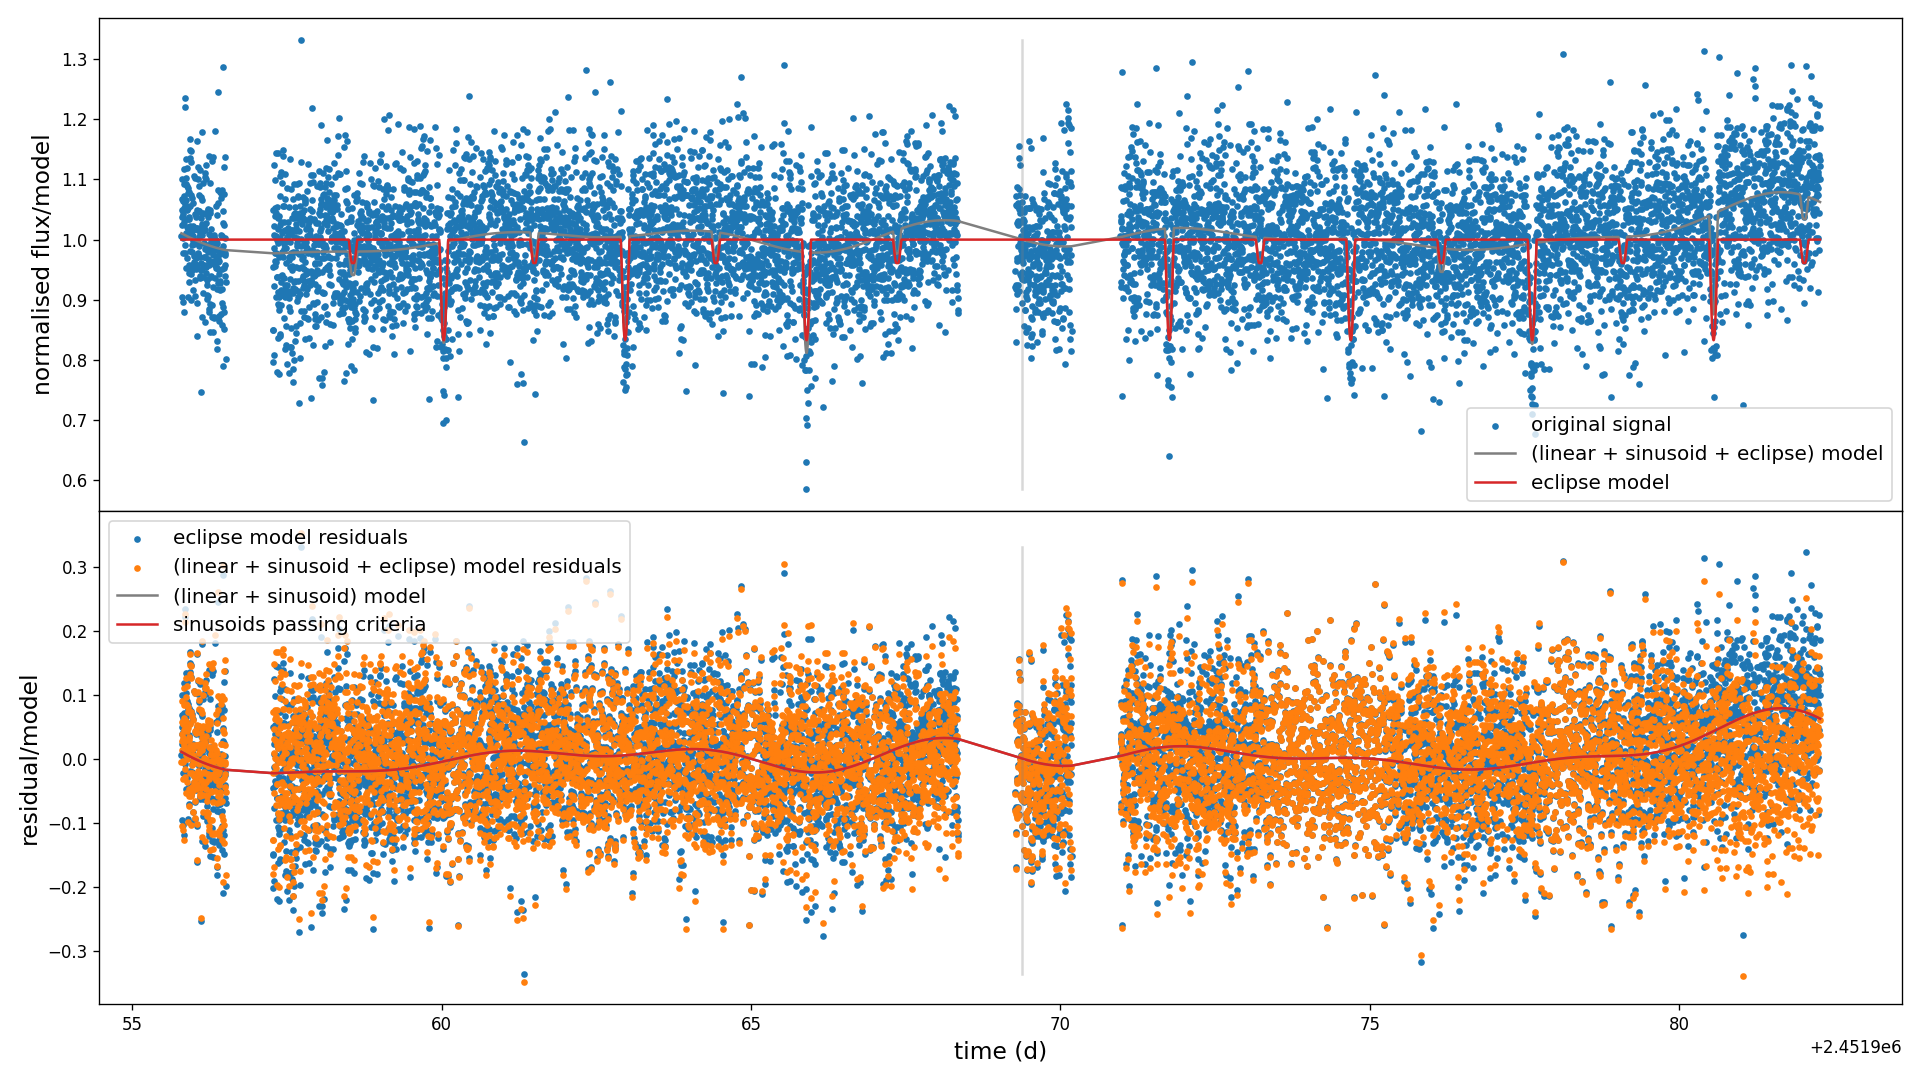 1.3
1.2
1.1
1.0
0.9
0.8
0.7
0.6
normalised flux/model
original signal
(linear + sinusoid + eclipse) model
eclipse model
eclipse model residuals
(linear + sinusoid + eclipse) model residuals
(linear + sinusoid) model
sinusoids passing criteria
0.3
0.2
0.1
0.0
−0.1
−0.2
−0.3
residual/model
55 60 65 70 75 80
time (d)
+2.4519e6